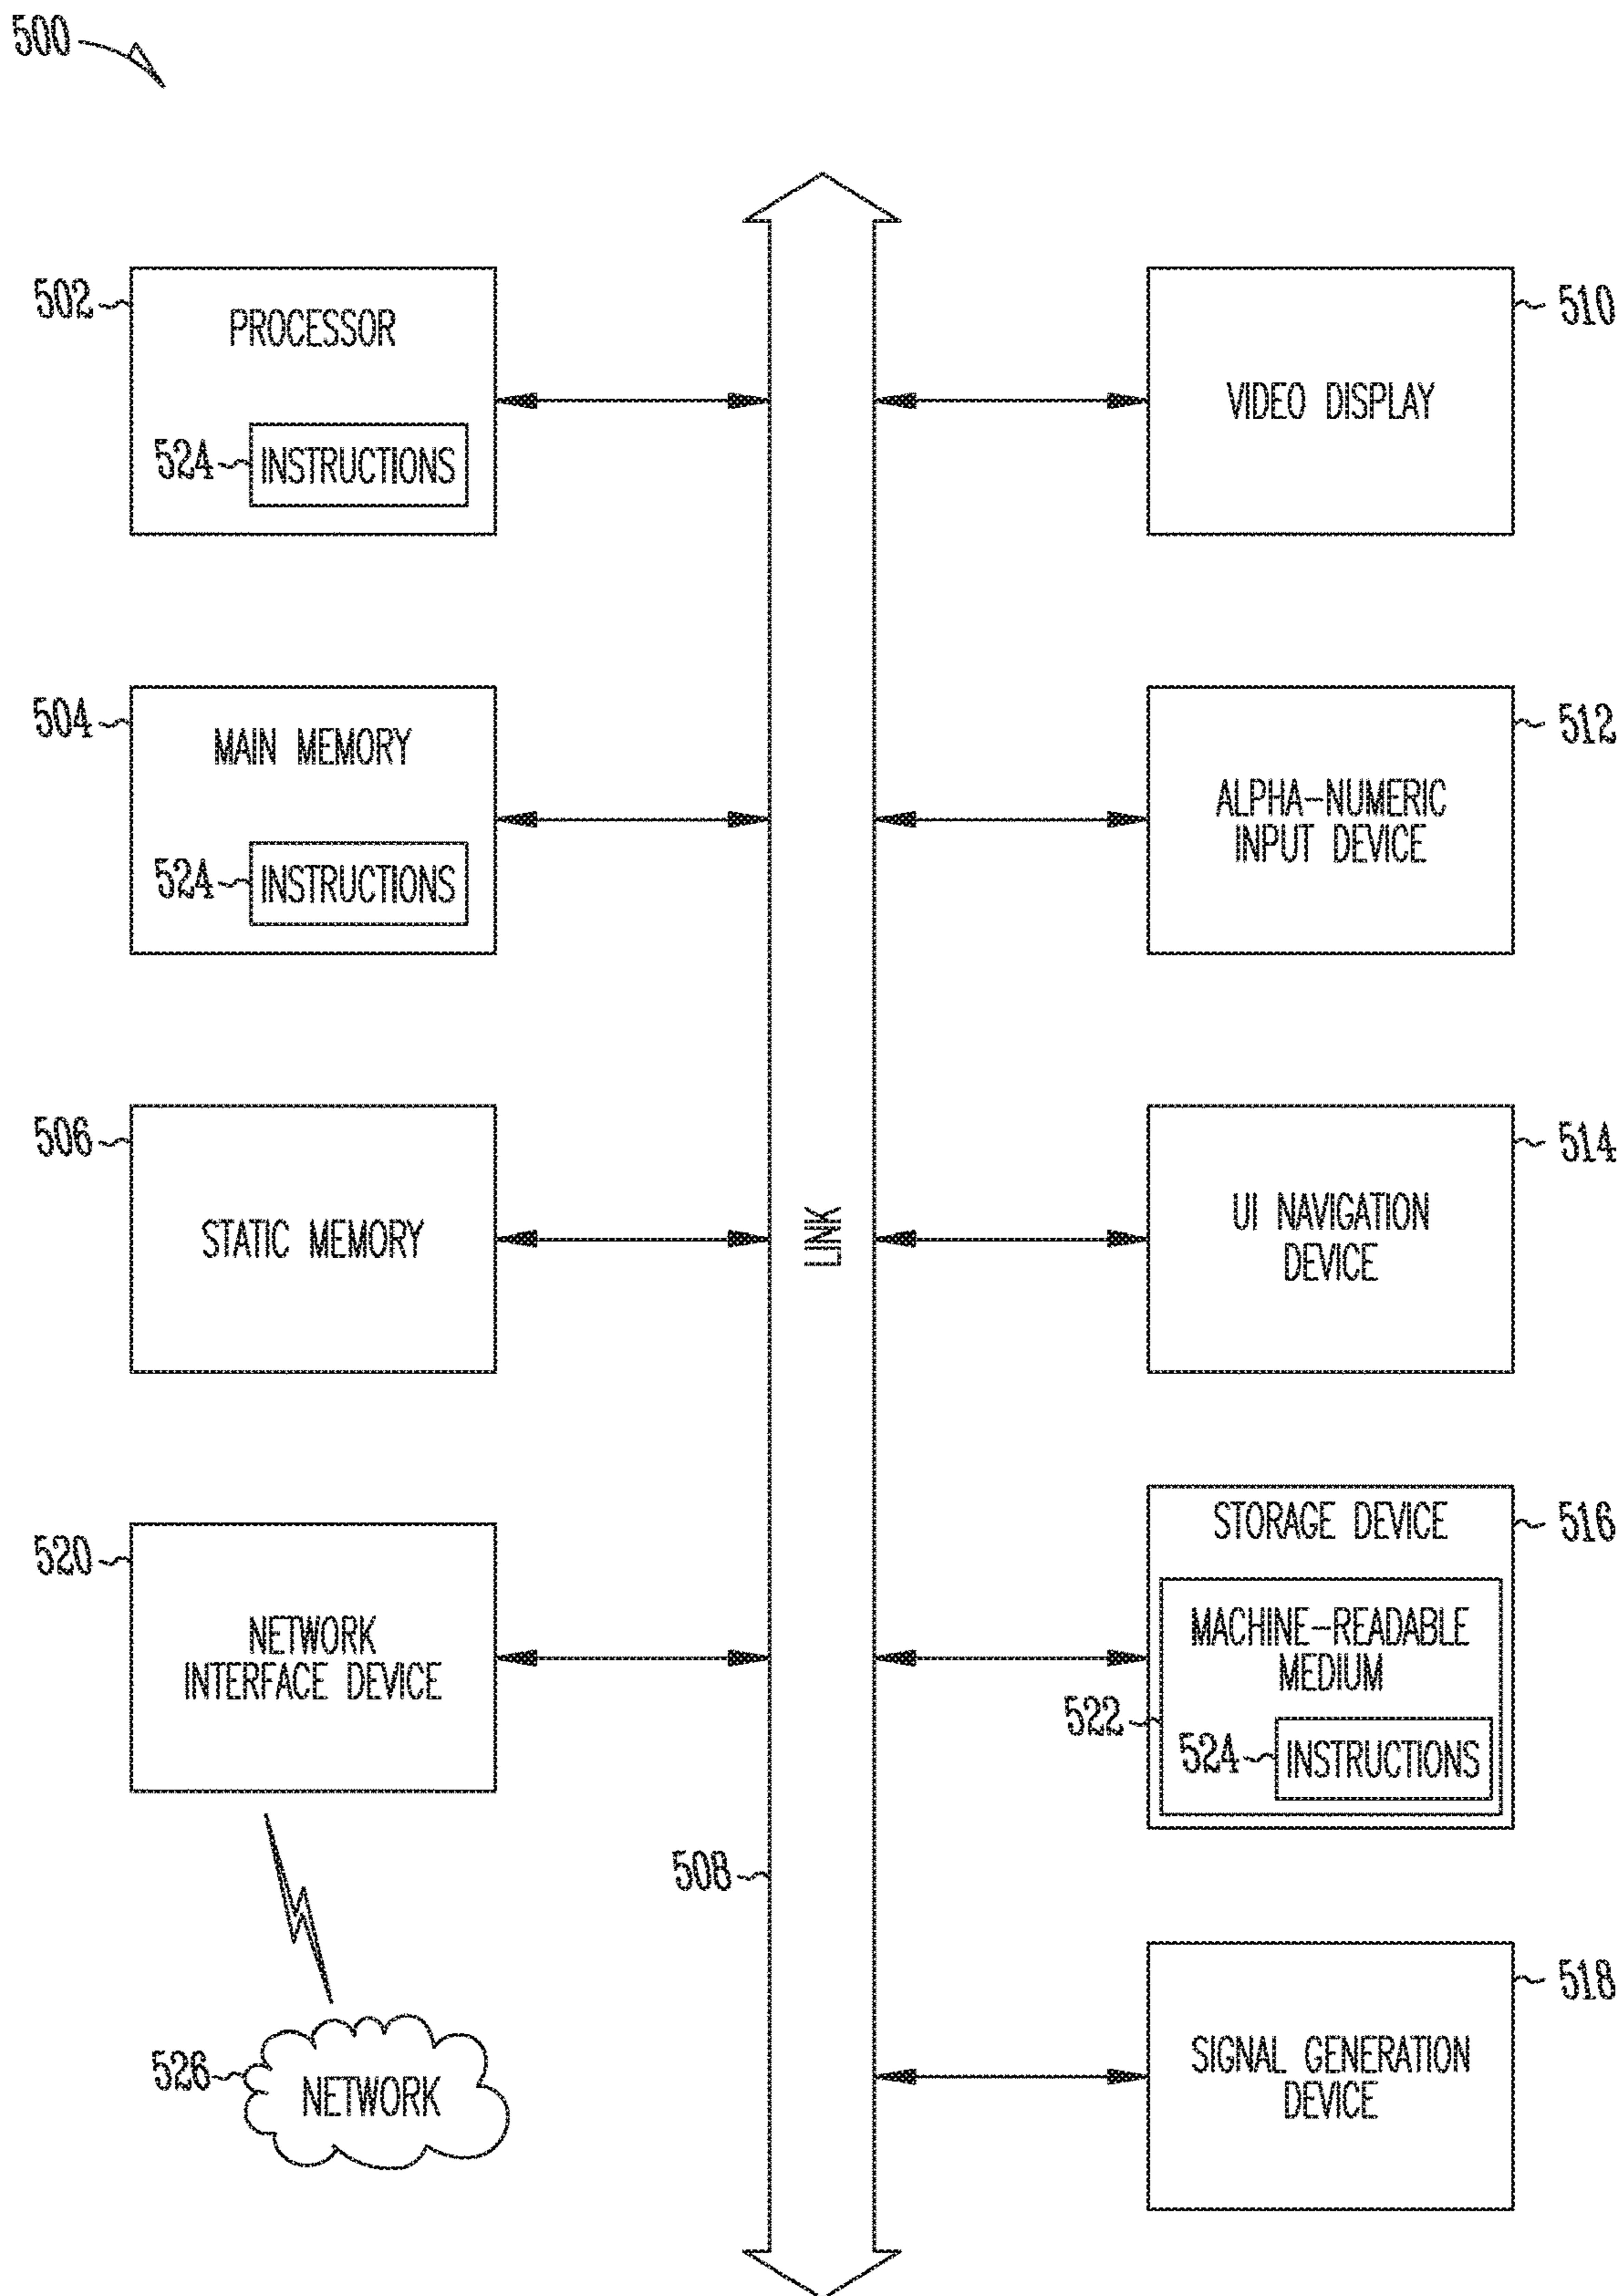 500
502
PROCESSOR
524
INSTRUCTIONS
504
MAIN MEMORY
524
INSTRUCTIONS
506
STATIC MEMORY
520
NETWORK
INTERFACE DEVICE
526
NETWORK
LINK
508
510
VIDEO DISPLAY
512
ALPHA-NUMERIC
INPUT DEVICE
514
UI NAVIGATION
DEVICE
516
STORAGE DEVICE
MACHINE-READABLE
MEDIUM
522
524
INSTRUCTIONS
518
SIGNAL GENERATION
DEVICE